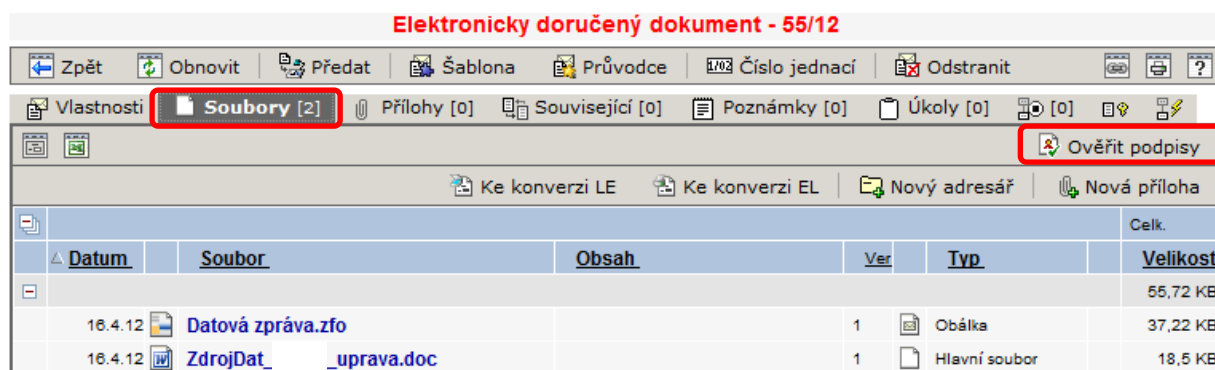 Elektronicky doručený dokument - 55/12
Zpět Obnovit Předat Šablona Průvodce 1/02 Číslo jednací Odstranit ?
Vlastnosti Soubory [2] Přílohy [0] Související [0] Poznámky [0] Úkoly [0] [0]
Ověřit podpisy
Ke konverzi LE Ke konverzi EL Nový adresář Nová příloha
Celk.
Datum Soubor Obsah Ver Typ Velikost
55,72 KB
16.4.12 Datová zpráva.zfo 1 Obálka 37,22 KB
16.4.12 ZdrojDat_ _uprava.doc 1 Hlavní soubor 18,5 KB